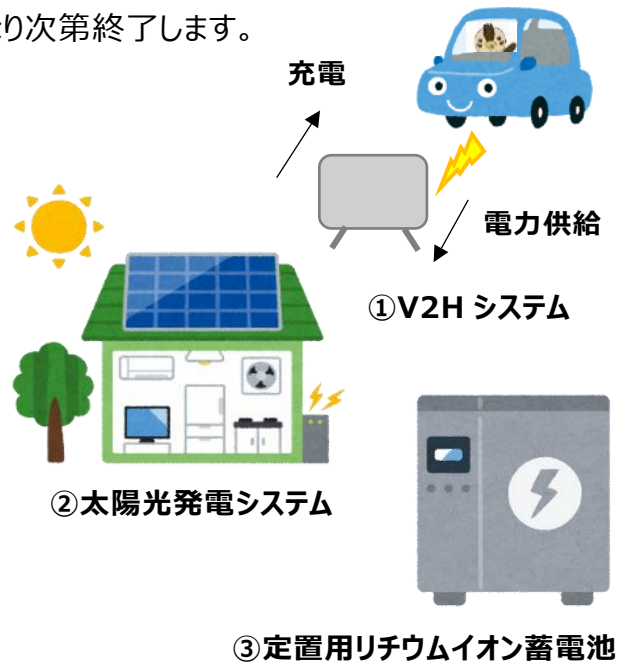 り次第終了します。
充電
電力供給
①V2H システム
②太陽光発電システム
③定置用リチウムイオン蓄電池